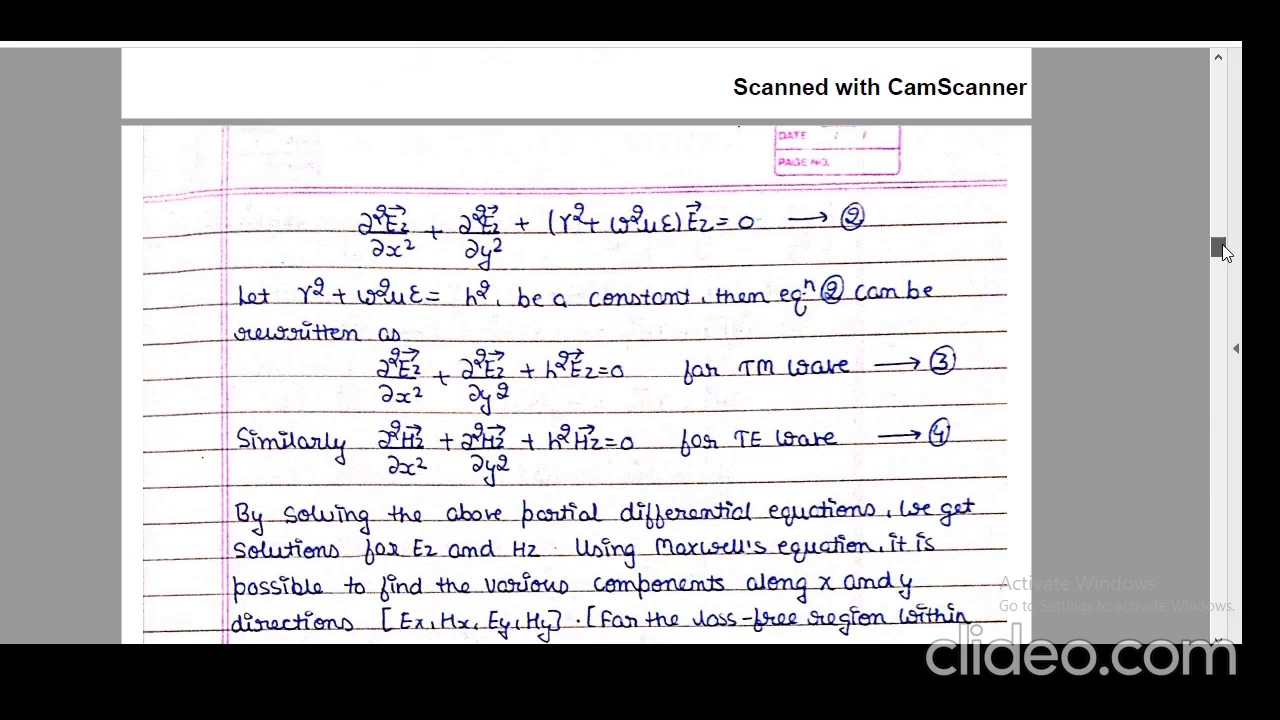 Scanned with CamScanner
DATE / /
PAGE NO.
∂²E⃗z/∂x² + ∂²E⃗z/∂y² + (γ² + ω²με) E⃗z = 0 → ②
Let γ² + ω²με = h², be a constant, then eqⁿ ② can be
rewritten as
∂²E⃗z/∂x² + ∂²E⃗z/∂y² + h²E⃗z = 0 for TM wave → ③
Similarly ∂²H⃗z/∂x² + ∂²H⃗z/∂y² + h²H⃗z = 0 for TE wave → ④
By solving the above partial differential equations, we get
solutions for Ez and Hz. Using Maxwell's equation, it is
possible to find the various components along x and y
directions [Ex, Hx, Ey, Hy]. [For the loss-free region within
Activate Windows
Go to Settings to activate Windows.
clideo.com